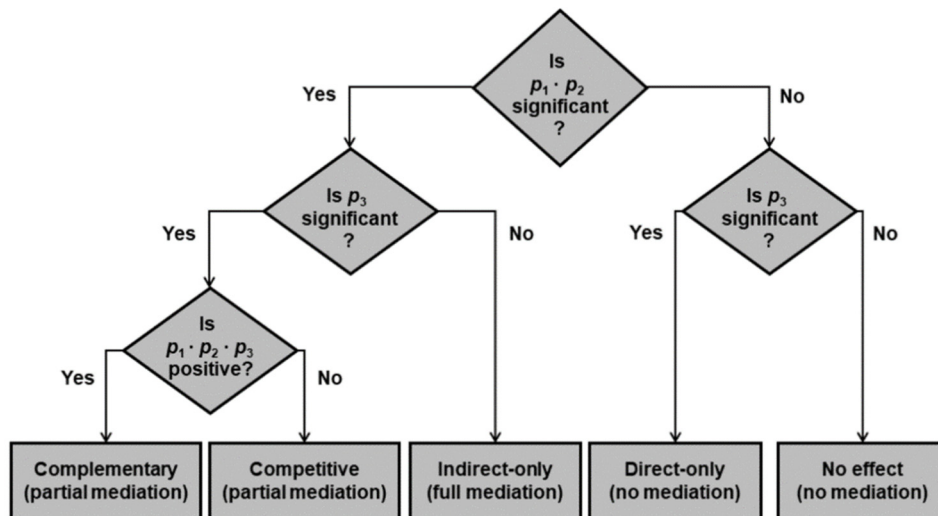 Is
p₁ · p₂
significant
?
Yes
No
Is p₃
significant
?
Yes
No
Is p₃
significant
?
Yes
No
Is
p₁ · p₂ · p₃
positive?
Yes
No
Complementary
(partial mediation)
Competitive
(partial mediation)
Indirect-only
(full mediation)
Direct-only
(no mediation)
No effect
(no mediation)